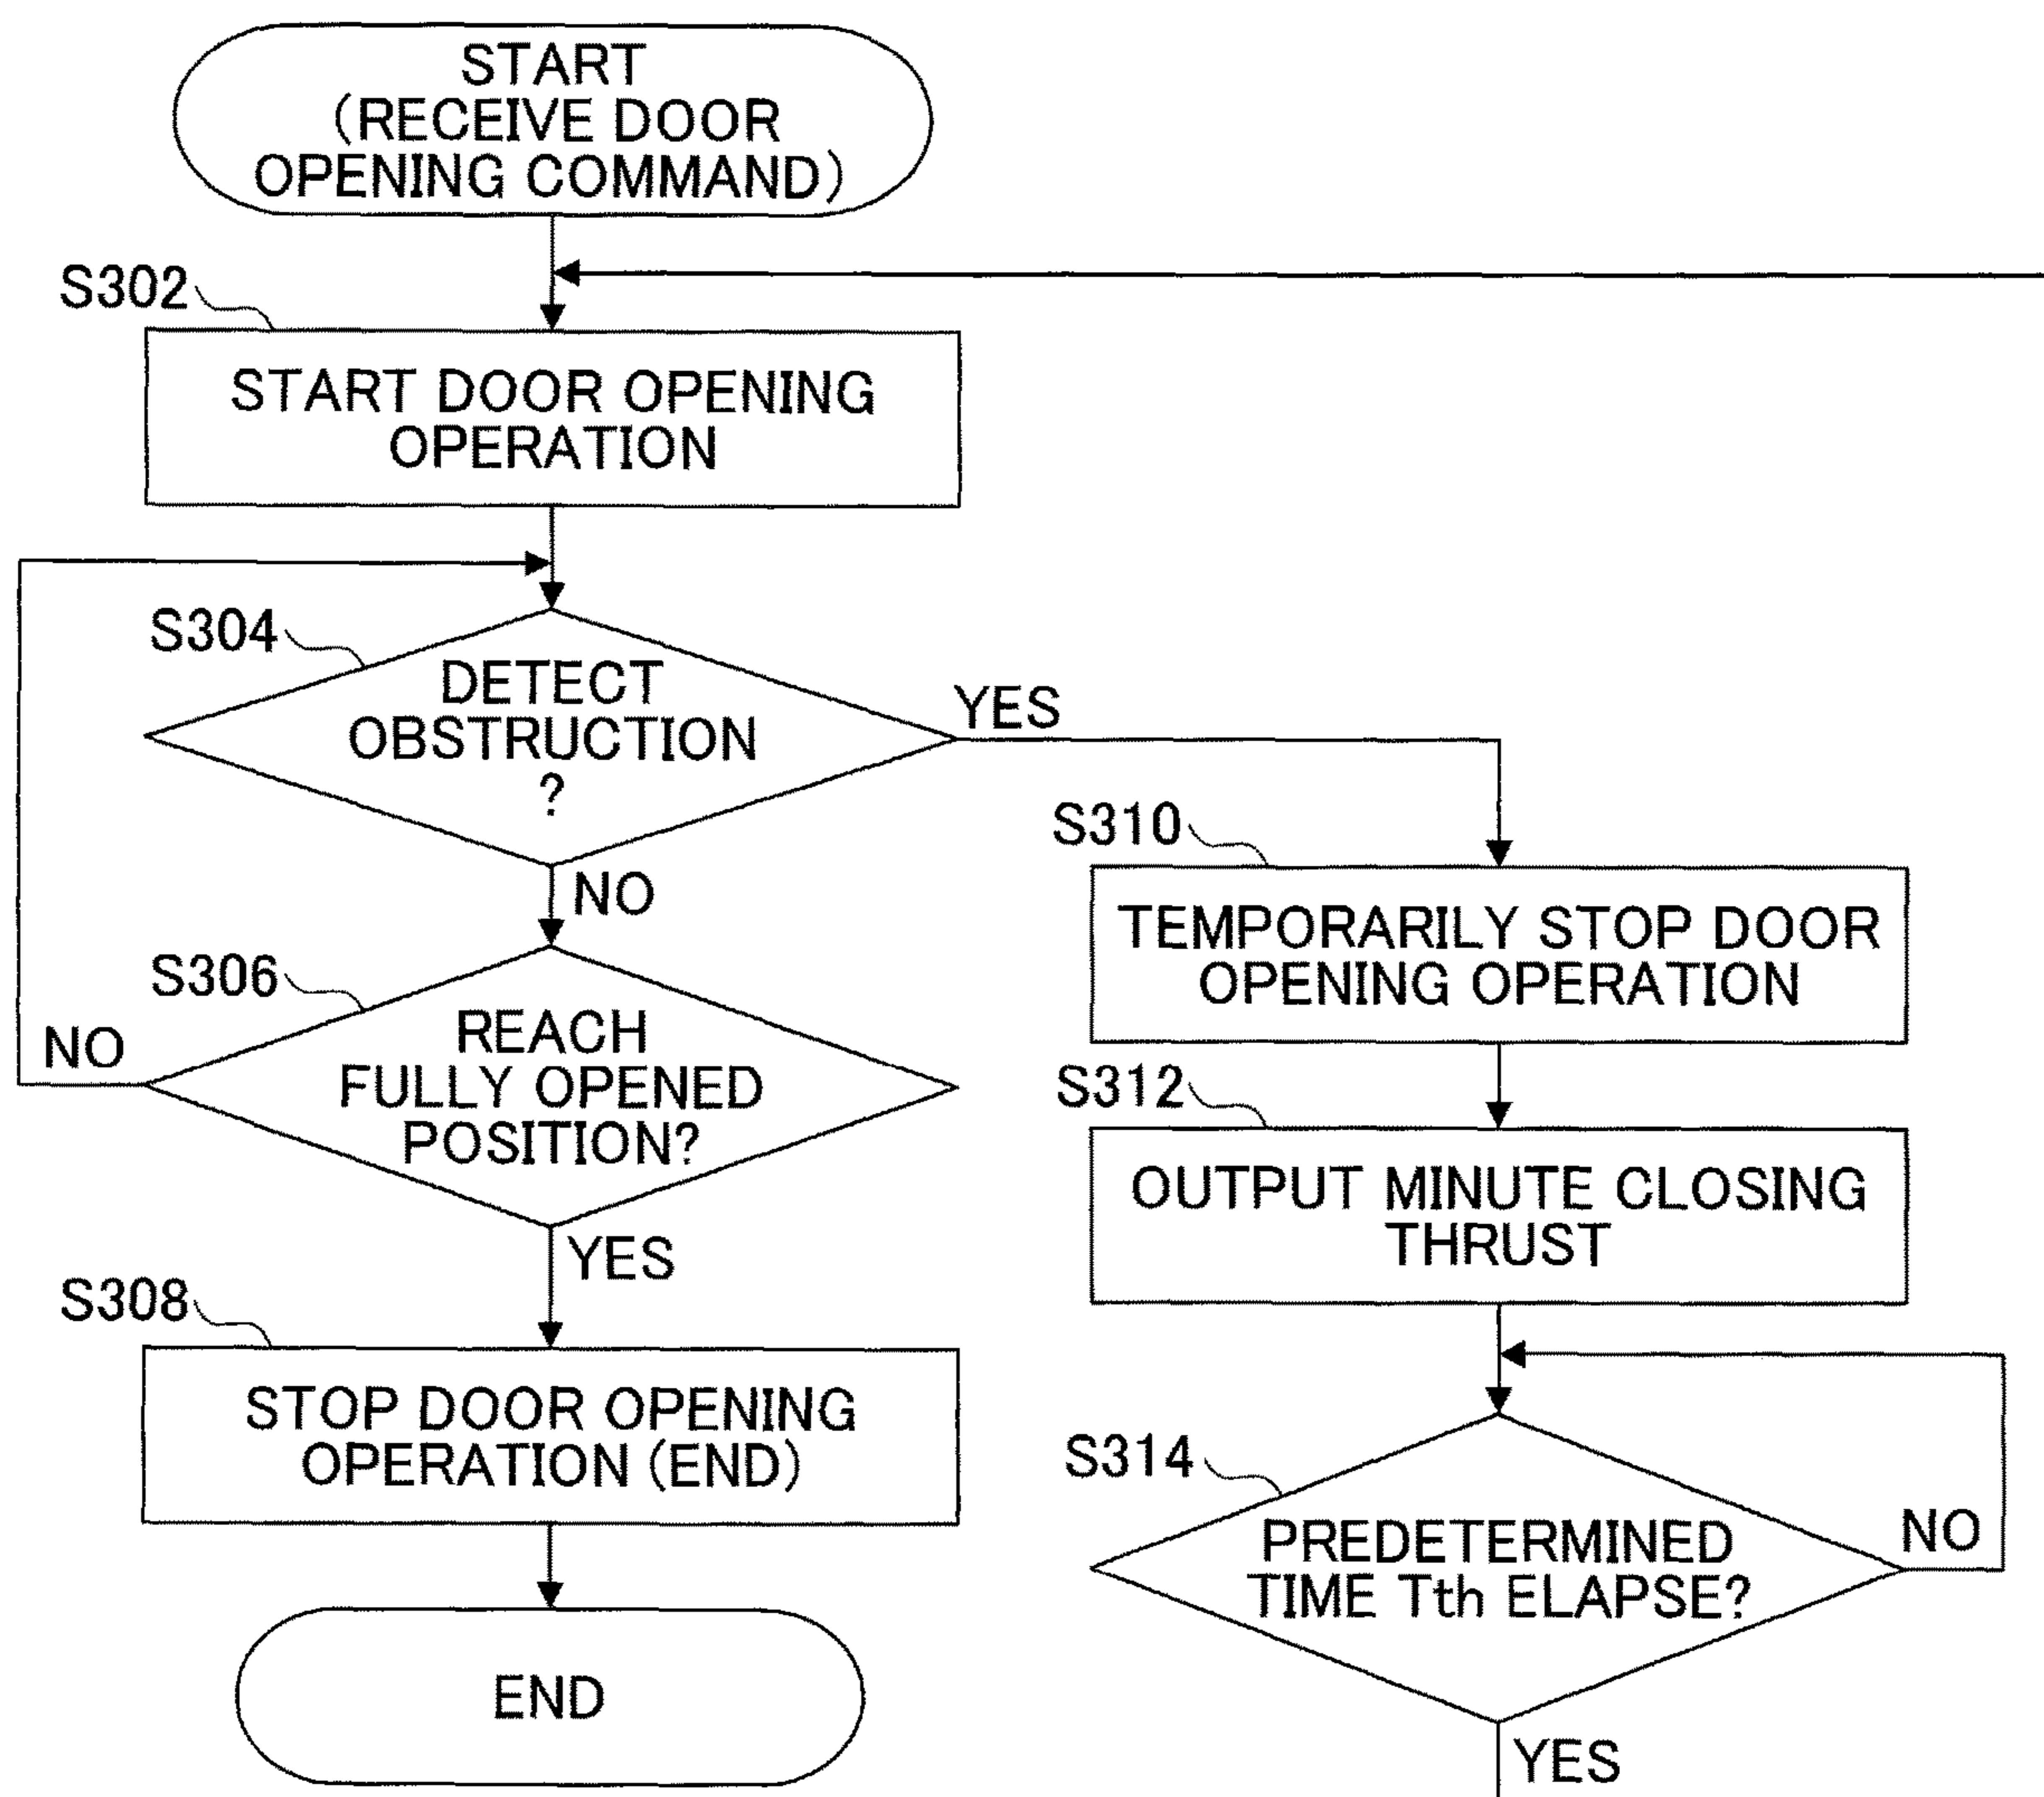 START
(RECEIVE DOOR
OPENING COMMAND)
S302
START DOOR OPENING
OPERATION
S304
DETECT
OBSTRUCTION
?
YES
NO
S306
REACH
FULLY OPENED
POSITION?
NO
YES
S308
STOP DOOR OPENING
OPERATION (END)
END
S310
TEMPORARILY STOP DOOR
OPENING OPERATION
S312
OUTPUT MINUTE CLOSING
THRUST
S314
PREDETERMINED
TIME Tth ELAPSE?
NO
YES